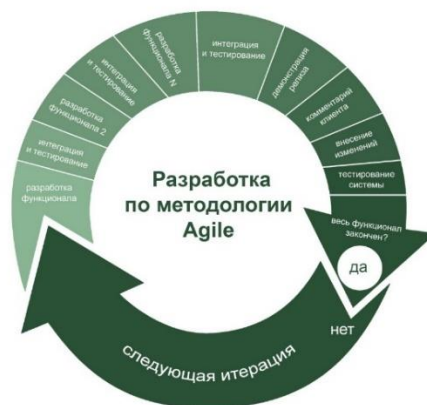 разработка
функционала
интеграция
и тестирование
разработка
функционала 2
интеграция
и тестирование
разработка
функционала N
интеграция
и тестирование
демонстрация
релиза
комментарий
клиента
внесение
изменений
тестирование
системы
весь функционал
закончен?
да
нет
следующая итерация
Разработка
по методологии
Agile